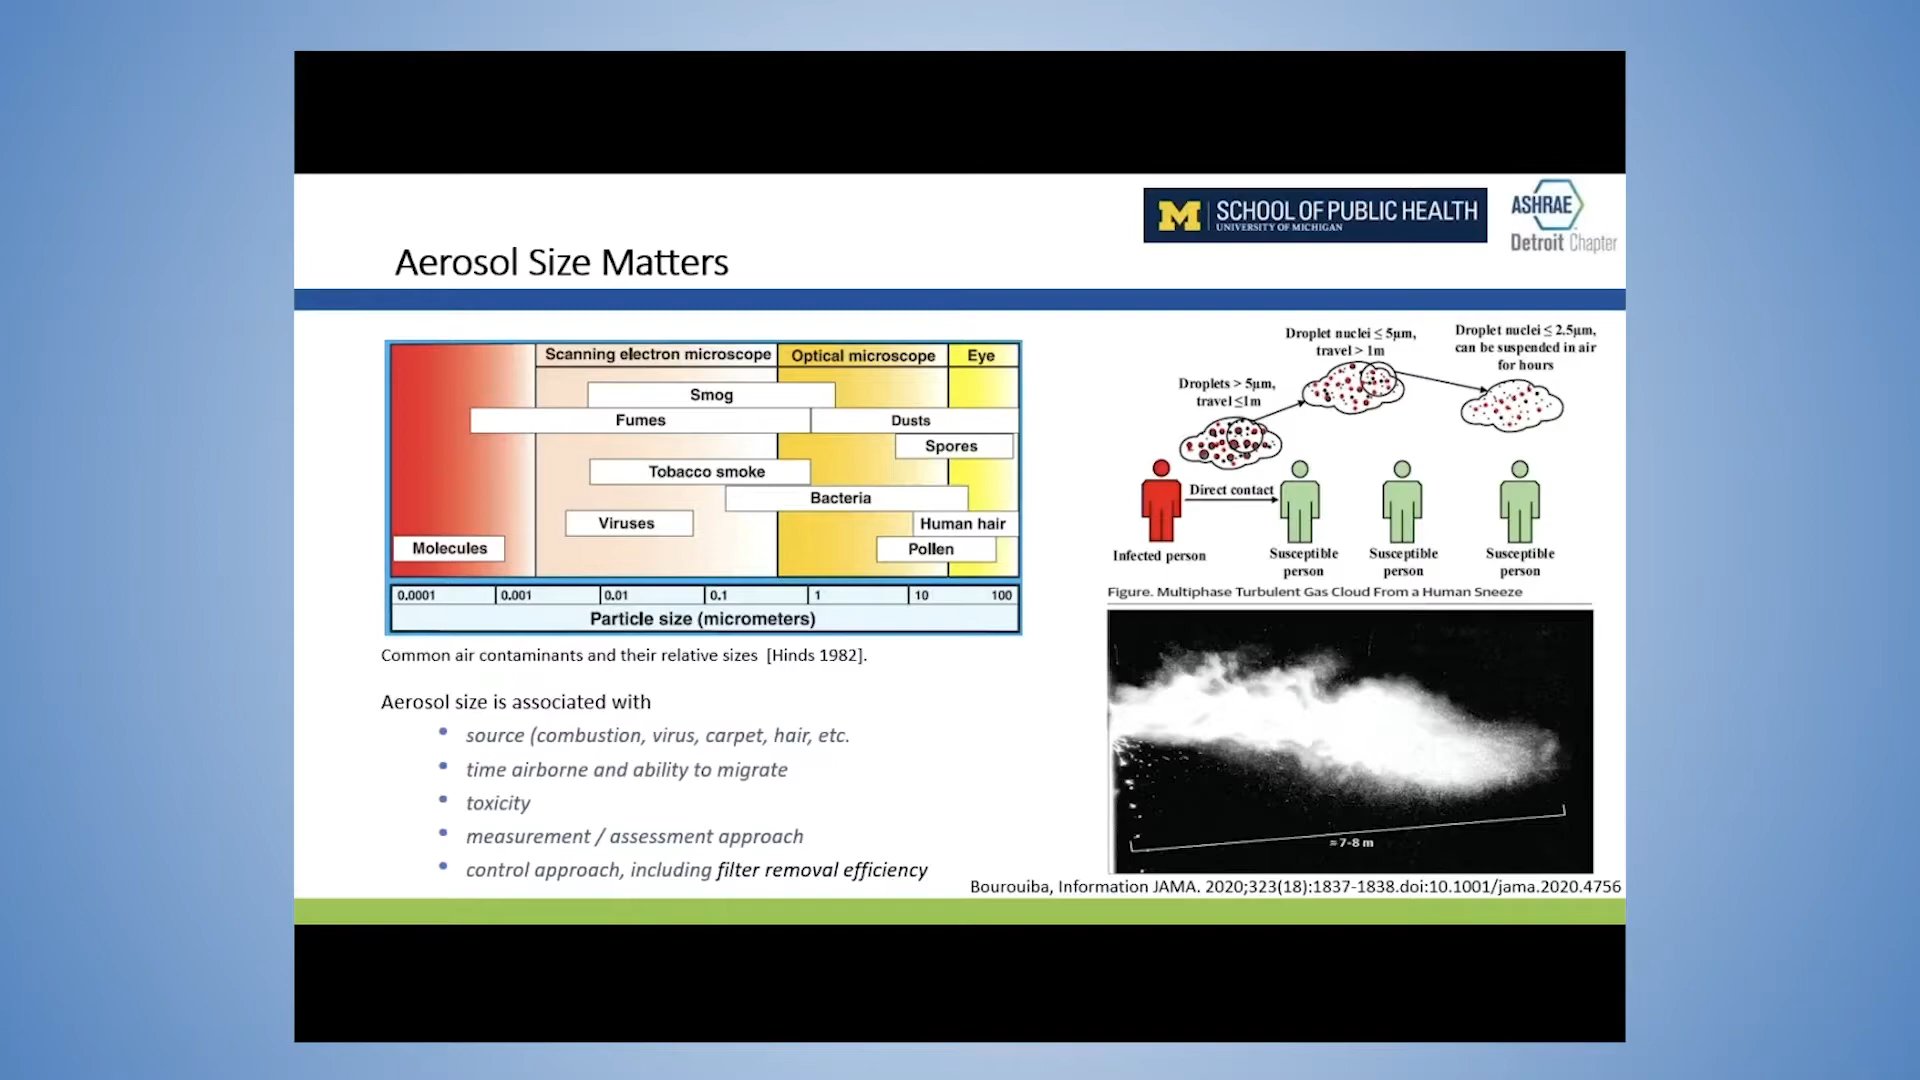 SCHOOL OF PUBLIC HEALTH
UNIVERSITY OF MICHIGAN
ASHRAE
Detroit Chapter
Aerosol Size Matters
Scanning electron microscope
Optical microscope
Eye
Smog
Fumes
Dusts
Spores
Tobacco smoke
Bacteria
Viruses
Human hair
Molecules
Pollen
0.0001
0.001
0.01
0.1
1
10
100
Particle size (micrometers)
Common air contaminants and their relative sizes [Hinds 1982].
Aerosol size is associated with
• source (combustion, virus, carpet, hair, etc.
• time airborne and ability to migrate
• toxicity
• measurement / assessment approach
• control approach, including filter removal efficiency
Droplet nuclei ≤ 5µm,
travel > 1m
Droplet nuclei ≤ 2.5µm,
can be suspended in air
for hours
Droplets > 5µm,
travel ≤1m
Direct contact
Infected person
Susceptible
person
Susceptible
person
Susceptible
person
Figure. Multiphase Turbulent Gas Cloud From a Human Sneeze
≈ 7-8 m
Bourouiba, Information JAMA. 2020;323(18):1837-1838.doi:10.1001/jama.2020.4756